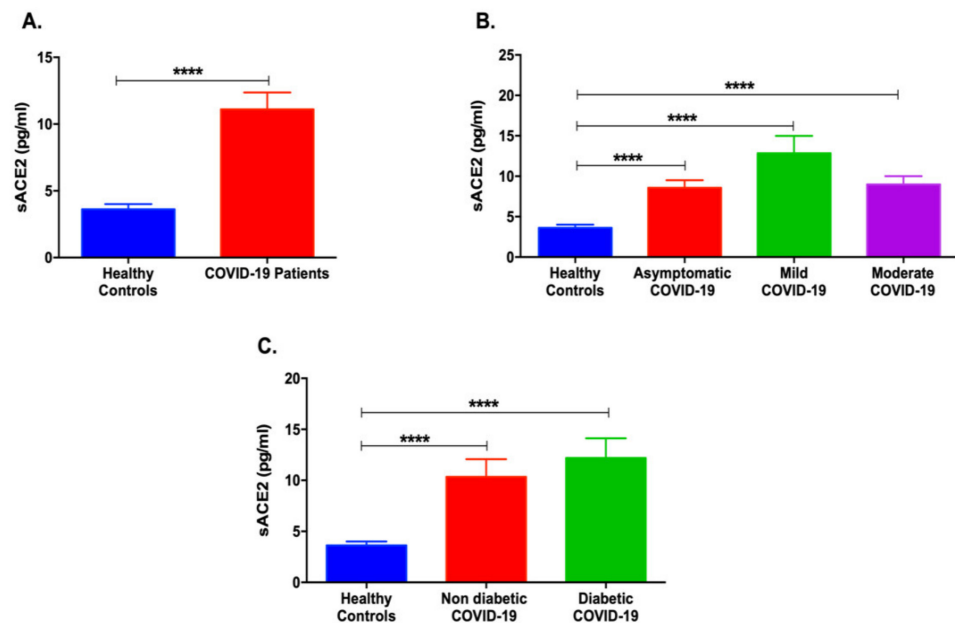 A.
15
10
5
0
sACE2 (pg/ml)
****
Healthy
Controls
COVID-19 Patients
B.
25
20
15
10
5
0
sACE2 (pg/ml)
****
****
****
Healthy
Controls
Asymptomatic
COVID-19
Mild
COVID-19
Moderate
COVID-19
C.
20
15
10
5
0
sACE2 (pg/ml)
****
****
Healthy
Controls
Non diabetic
COVID-19
Diabetic
COVID-19